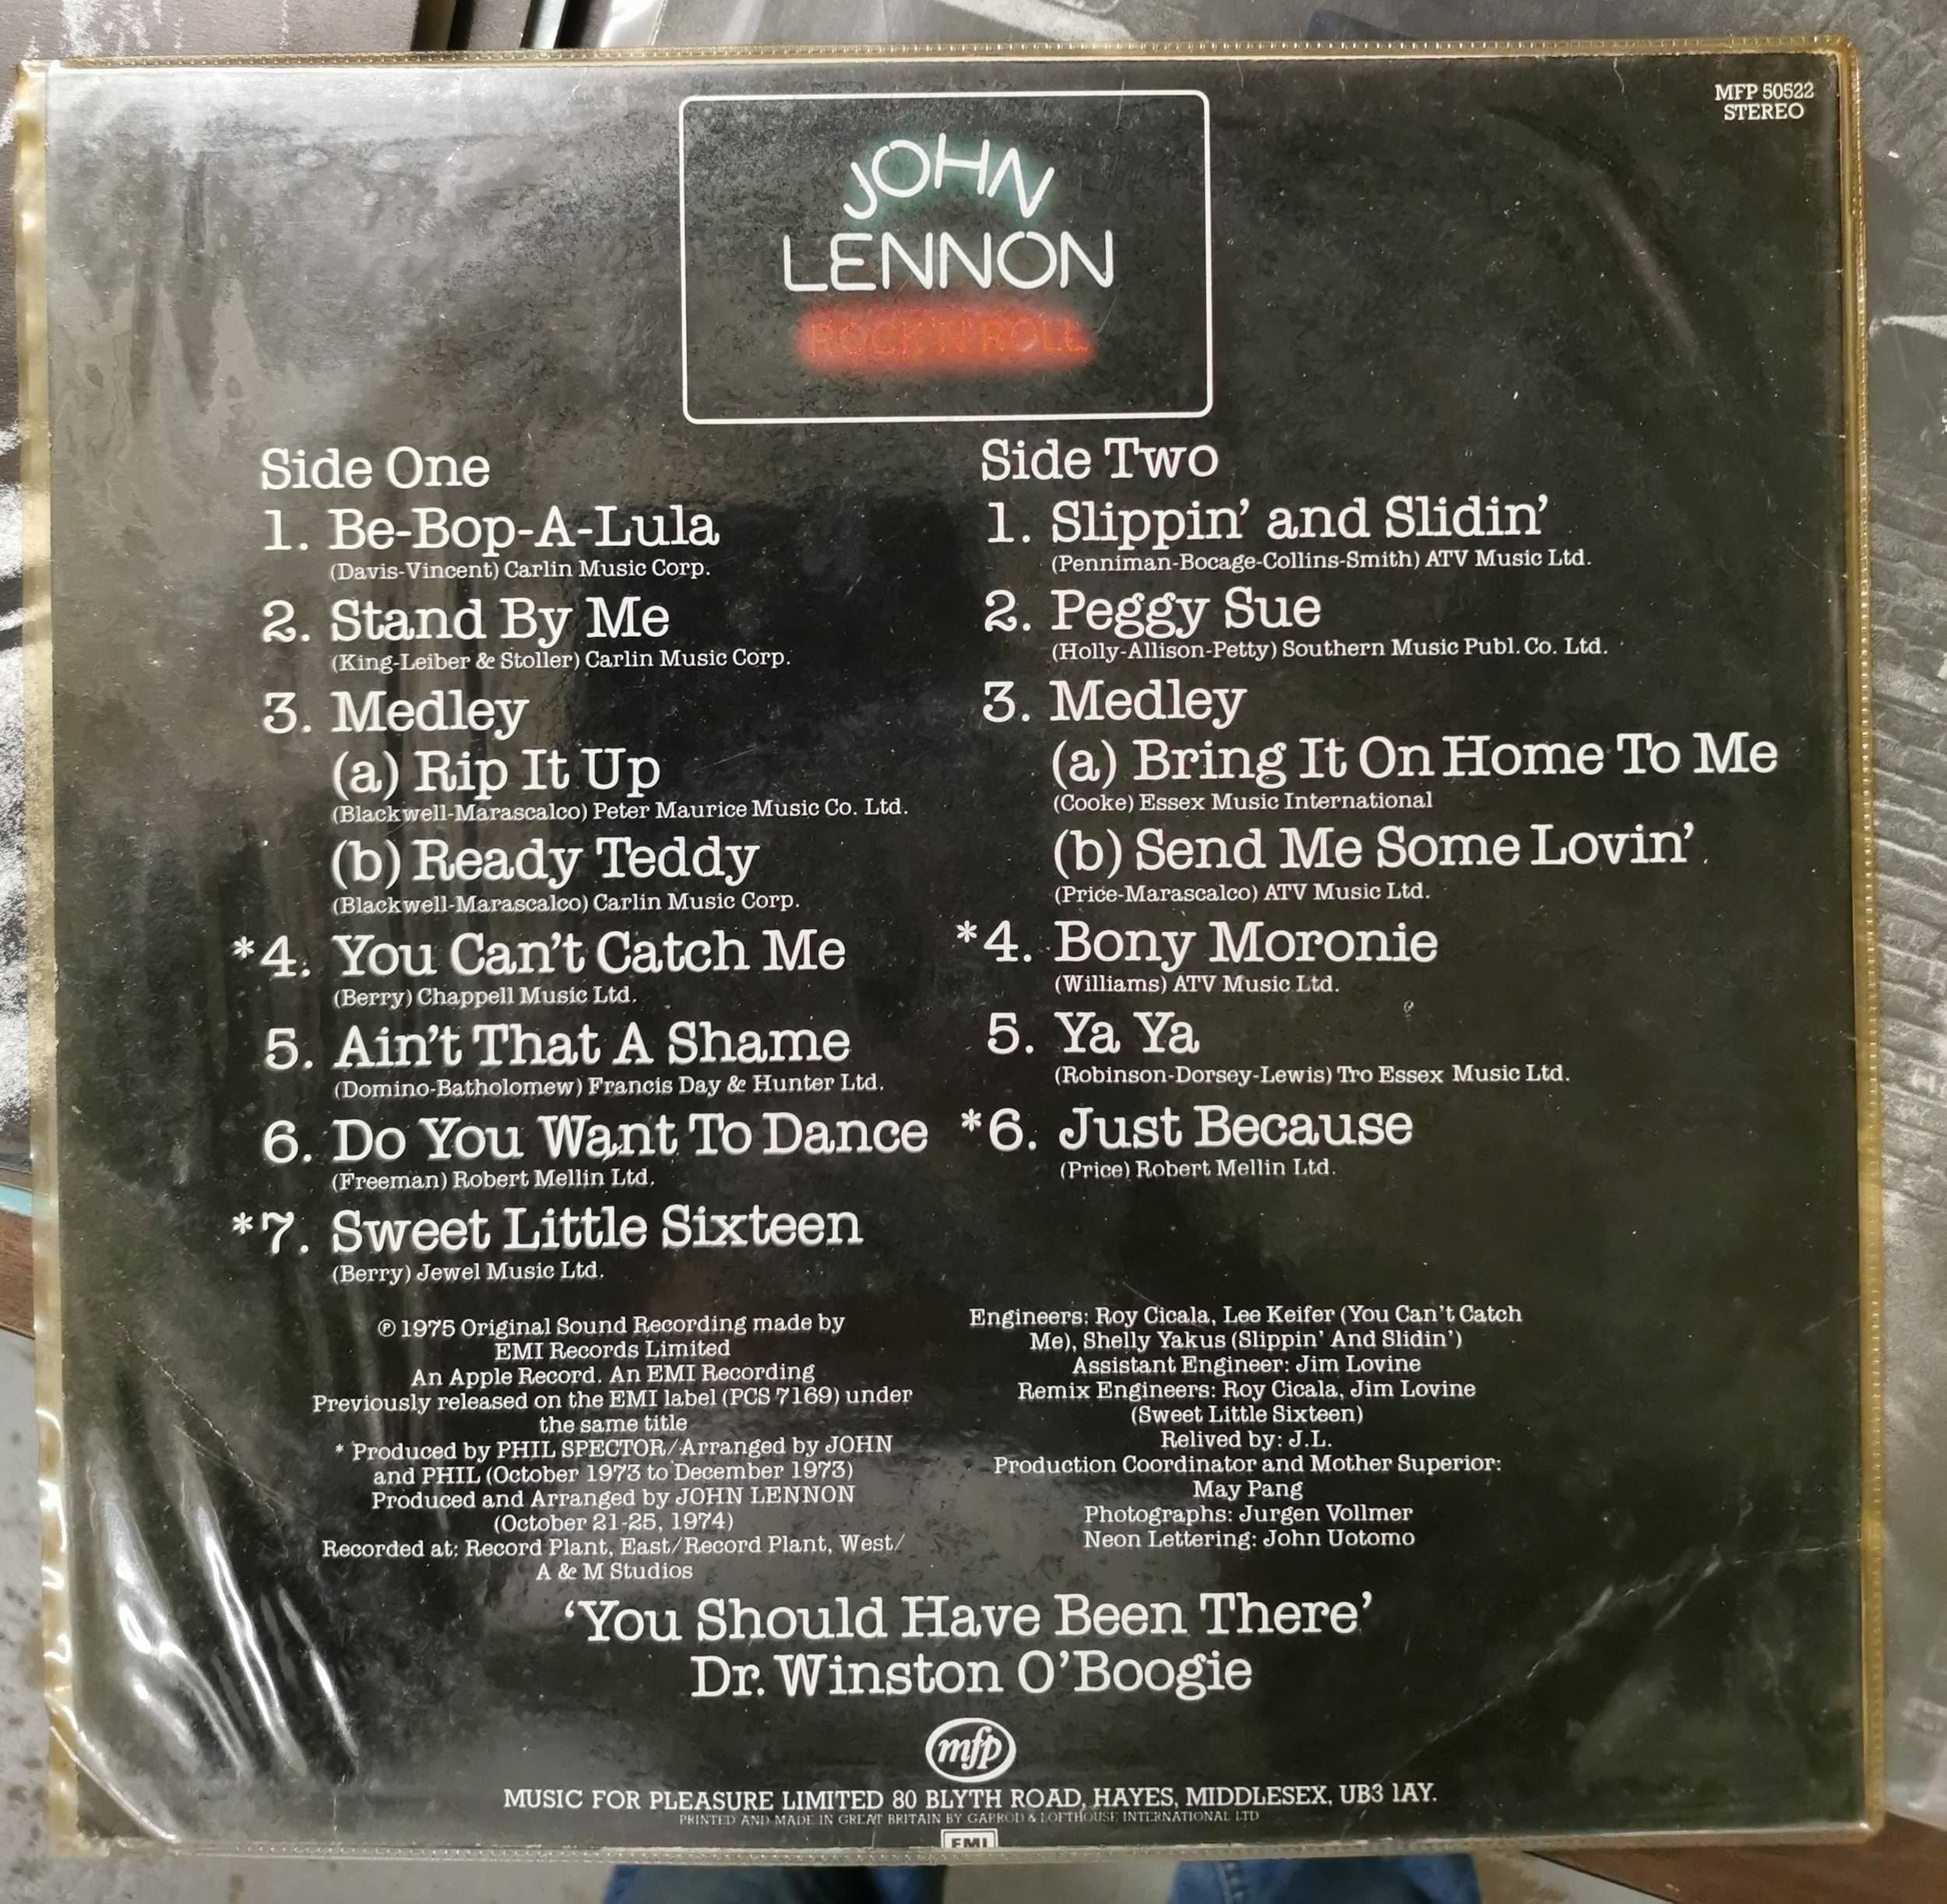 MFP 50522
STEREO
JOHN
LENNON
ROCK'N'ROLL
Side One
1. Be-Bop-A-Lula
(Davis-Vincent) Carlin Music Corp.
2. Stand By Me
(King-Leiber & Stoller) Carlin Music Corp.
3. Medley
(a) Rip It Up
(Blackwell-Marascalco) Peter Maurice Music Co. Ltd.
(b) Ready Teddy
(Blackwell-Marascalco) Carlin Music Corp.
*4. You Can't Catch Me
(Berry) Chappell Music Ltd.
5. Ain't That A Shame
(Domino-Batholomew) Francis Day & Hunter Ltd.
6. Do You Want To Dance
(Freeman) Robert Mellin Ltd.
*7. Sweet Little Sixteen
(Berry) Jewel Music Ltd.
Side Two
1. Slippin' and Slidin'
(Penniman-Bocage-Collins-Smith) ATV Music Ltd.
2. Peggy Sue
(Holly-Allison-Petty) Southern Music Publ. Co. Ltd.
3. Medley
(a) Bring It On Home To Me
(Cooke) Essex Music International
(b) Send Me Some Lovin'
(Price-Marascalco) ATV Music Ltd.
*4. Bony Moronie
(Williams) ATV Music Ltd.
5. Ya Ya
(Robinson-Dorsey-Lewis) Tro Essex Music Ltd.
*6. Just Because
(Price) Robert Mellin Ltd.
℗ 1975 Original Sound Recording made by
EMI Records Limited
An Apple Record. An EMI Recording
Previously released on the EMI label (PCS 7169) under
the same title
* Produced by PHIL SPECTOR/Arranged by JOHN
and PHIL (October 1973 to December 1973)
Produced and Arranged by JOHN LENNON
(October 21-25, 1974)
Recorded at: Record Plant, East/Record Plant, West/
A & M Studios
Engineers: Roy Cicala, Lee Keifer (You Can't Catch
Me), Shelly Yakus (Slippin' And Slidin')
Assistant Engineer: Jim Lovine
Remix Engineers: Roy Cicala, Jim Lovine
(Sweet Little Sixteen)
Relived by: J.L.
Production Coordinator and Mother Superior:
May Pang
Photographs: Jurgen Vollmer
Neon Lettering: John Uotomo
'You Should Have Been There'
Dr. Winston O'Boogie
mfp
MUSIC FOR PLEASURE LIMITED 80 BLYTH ROAD, HAYES, MIDDLESEX, UB3 1AY.
PRINTED AND MADE IN GREAT BRITAIN BY GAPROD & LOFTHOUSE INTERNATIONAL LTD
EMI